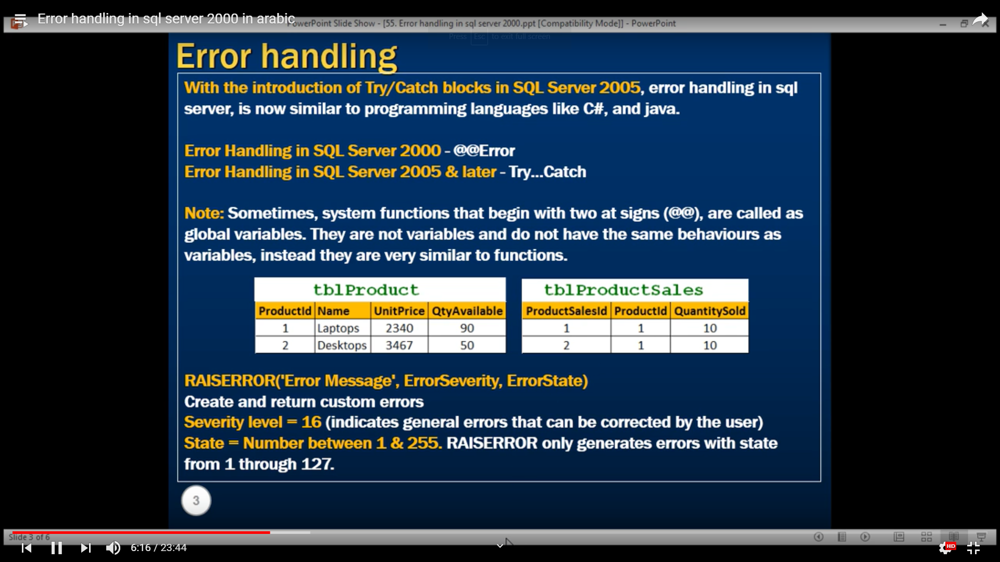 Error handling in sql server 2000 in arabic
PowerPoint Slide Show - [55. Error handling in sql server 2000.ppt [Compatibility Mode]] - PowerPoint
Press Esc to exit full screen
Error handling
With the introduction of Try/Catch blocks in SQL Server 2005, error handling in sql
server, is now similar to programming languages like C#, and java.
Error Handling in SQL Server 2000 - @@Error
Error Handling in SQL Server 2005 & later - Try...Catch
Note: Sometimes, system functions that begin with two at signs (@@), are called as
global variables. They are not variables and do not have the same behaviours as
variables, instead they are very similar to functions.
tblProduct
ProductId Name UnitPrice QtyAvailable
1 Laptops 2340 90
2 Desktops 3467 50
tblProductSales
ProductSalesId ProductId QuantitySold
1 1 10
2 1 10
RAISERROR('Error Message', ErrorSeverity, ErrorState)
Create and return custom errors
Severity level = 16 (indicates general errors that can be corrected by the user)
State = Number between 1 & 255. RAISERROR only generates errors with state
from 1 through 127.
3
Slide 3 of 6
6:16 / 23:44
HD